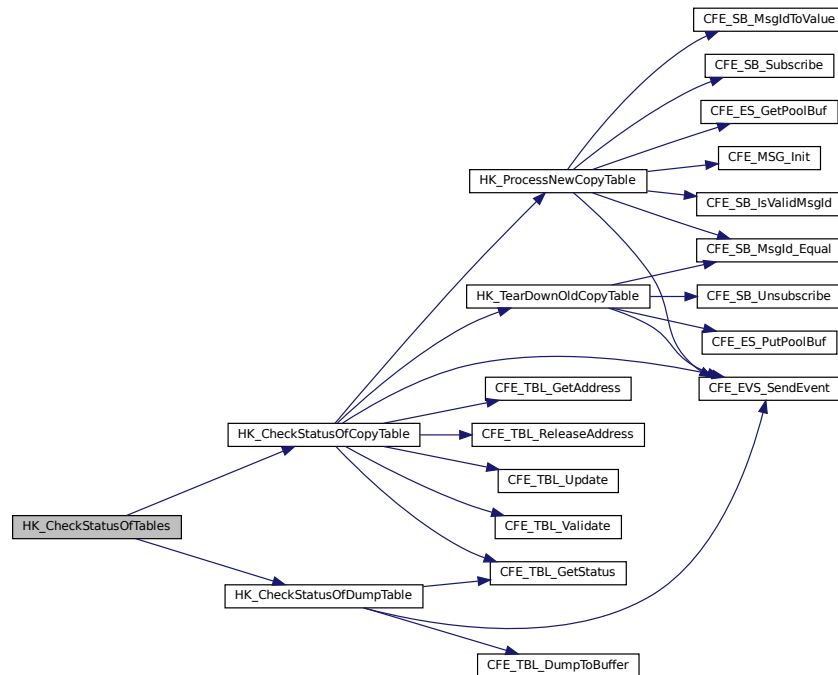 CFE_SB_MsgIdToValue
CFE_SB_Subscribe
CFE_ES_GetPoolBuf
CFE_MSG_Init
HK_ProcessNewCopyTable
CFE_SB_IsValidMsgId
CFE_SB_MsgId_Equal
HK_TearDownOldCopyTable
CFE_SB_Unsubscribe
CFE_ES_PutPoolBuf
CFE_TBL_GetAddress
CFE_EVS_SendEvent
HK_CheckStatusOfCopyTable
CFE_TBL_ReleaseAddress
CFE_TBL_Update
HK_CheckStatusOfTables
CFE_TBL_Validate
CFE_TBL_GetStatus
HK_CheckStatusOfDumpTable
CFE_TBL_DumpToBuffer